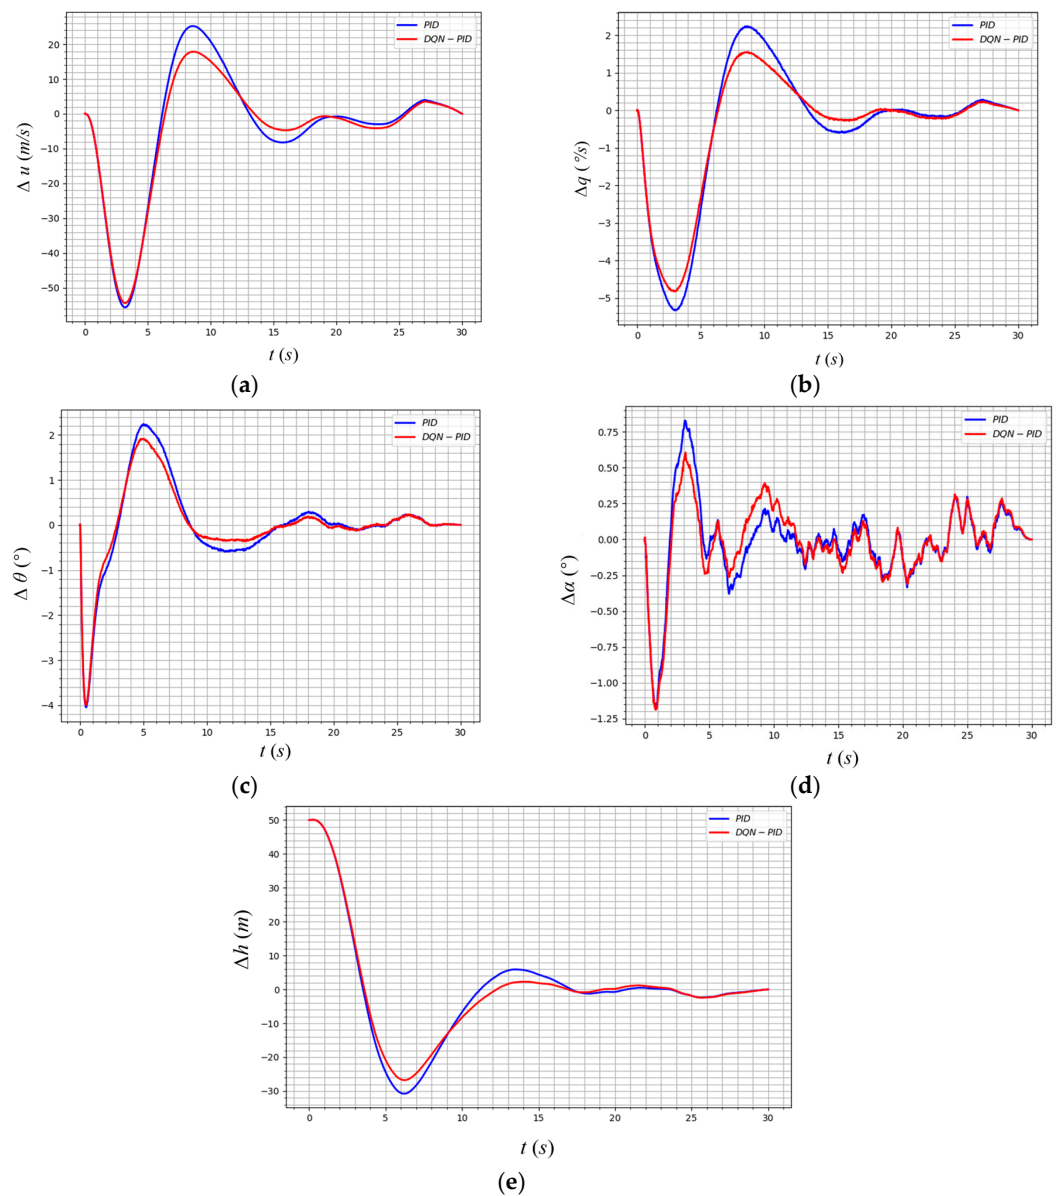 PID
DQN − PID
20
10
0
−10
−20
−30
−40
−50
Δ u (m/s)
0 5 10 15 20 25 30
t (s)
(a)
PID
DQN − PID
2
1
0
−1
−2
−3
−4
−5
Δq (°/s)
0 5 10 15 20 25 30
t (s)
(b)
PID
DQN − PID
2
1
0
−1
−2
−3
−4
Δ θ (°)
0 5 10 15 20 25 30
t (s)
(c)
PID
DQN − PID
0.75
0.50
0.25
0.00
−0.25
−0.50
−0.75
−1.00
−1.25
Δα (°)
0 5 10 15 20 25 30
t (s)
(d)
PID
DQN − PID
50
40
30
20
10
0
−10
−20
−30
Δh (m)
0 5 10 15 20 25 30
t (s)
(e)